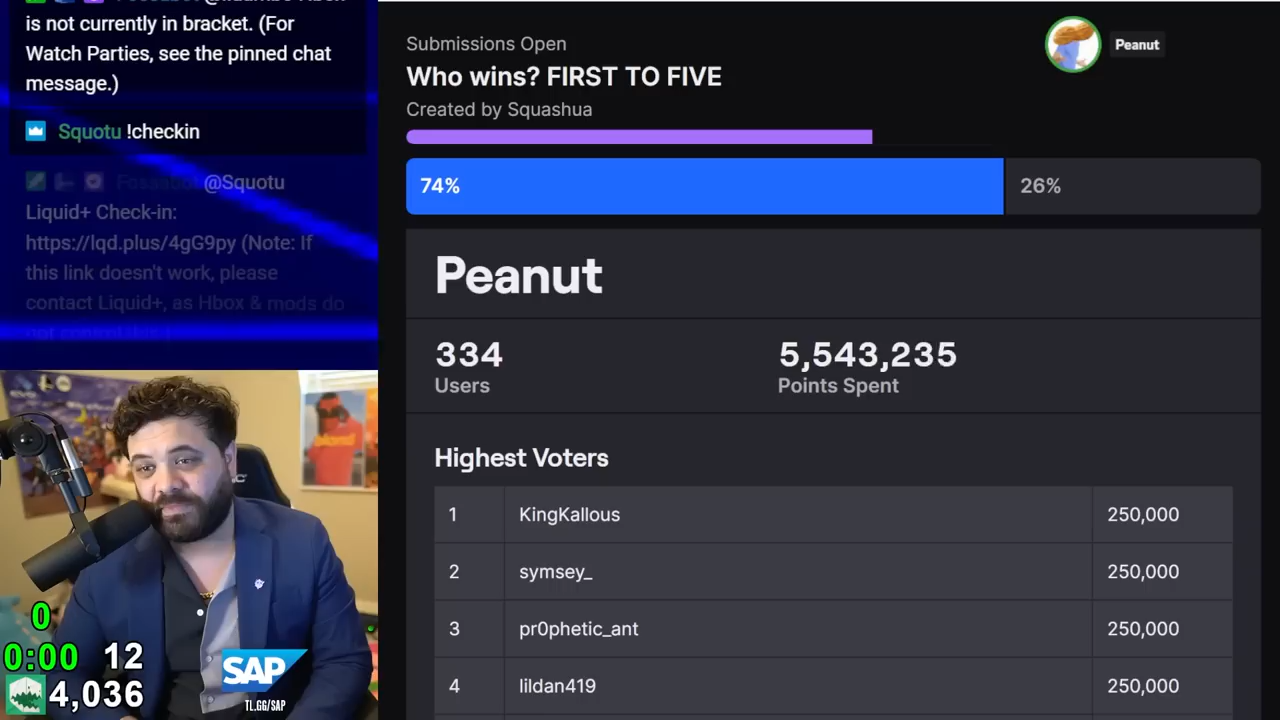 is not currently in bracket. (For
Watch Parties, see the pinned chat
message.)
Squotu !checkin
@Squotu
Liquid+ Check-in:
https://lqd.plus/4gG9py (Note: If
this link doesn't work, please
contact Liquid+, as Hbox & mods do
0
0:00 12
4,036
SAP
TL.GG/SAP
Submissions Open
Who wins? FIRST TO FIVE
Created by Squashua
Peanut
74%
26%
Peanut
334
Users
5,543,235
Points Spent
Highest Voters
1 KingKallous 250,000
2 symsey_ 250,000
3 pr0phetic_ant 250,000
4 lildan419 250,000